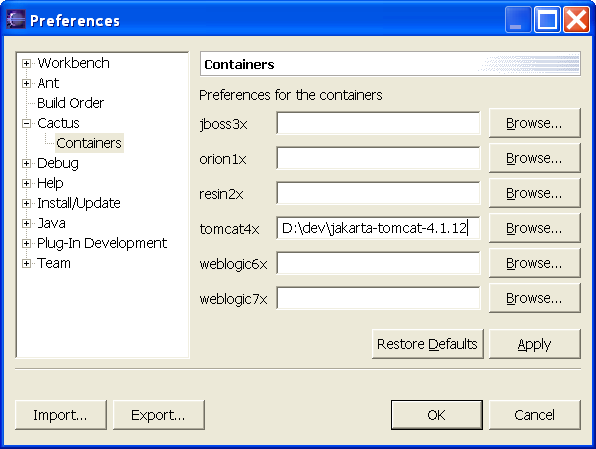 Preferences
Workbench
Ant
Build Order
Cactus
Containers
Debug
Help
Install/Update
Java
Plug-In Development
Team
Containers
Preferences for the containers
jboss3x Browse...
orion1x Browse...
resin2x Browse...
tomcat4x D:\dev\jakarta-tomcat-4.1.12 Browse...
weblogic6x Browse...
weblogic7x Browse...
Restore Defaults Apply
Import... Export... OK Cancel